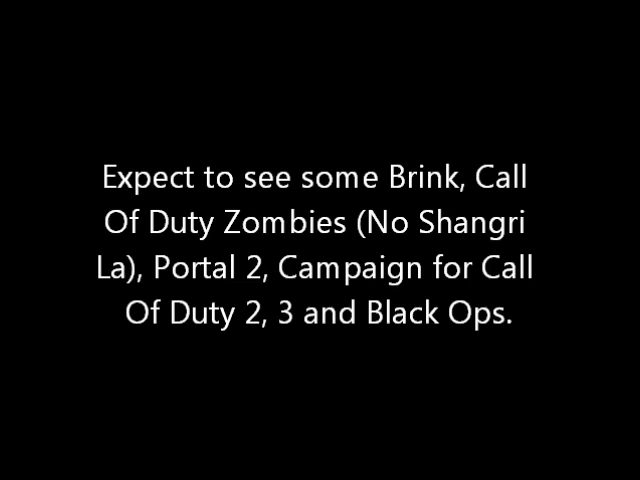 Expect to see some Brink, Call
Of Duty Zombies (No Shangri
La), Portal 2, Campaign for Call
Of Duty 2, 3 and Black Ops.